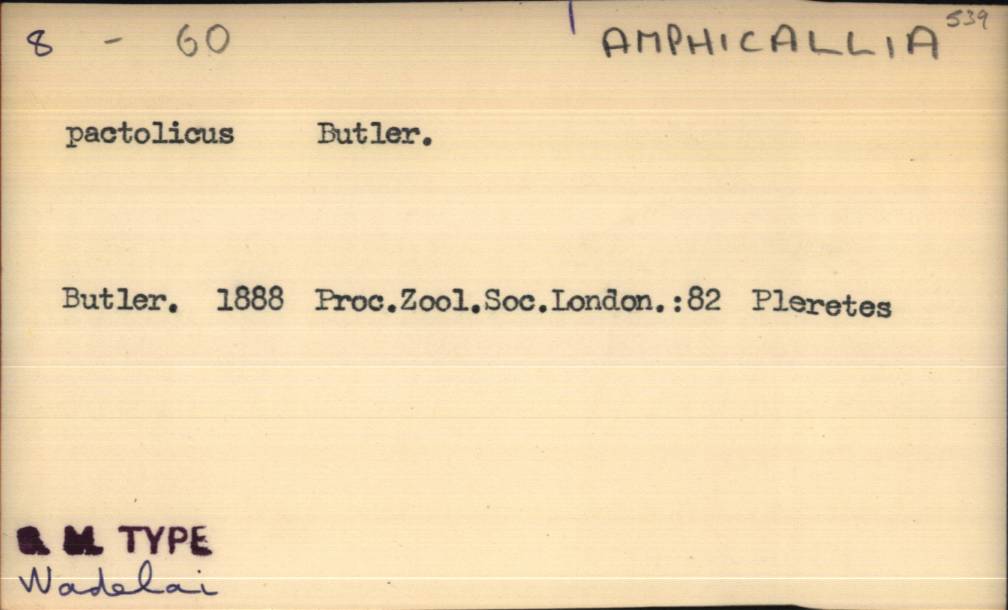 8 - 60 AMPHICALLIA 539
pactolicus Butler.
Butler. 1888 Proc.Zool.Soc.London.:82 Pleretes
B. M. TYPE
Wadelai